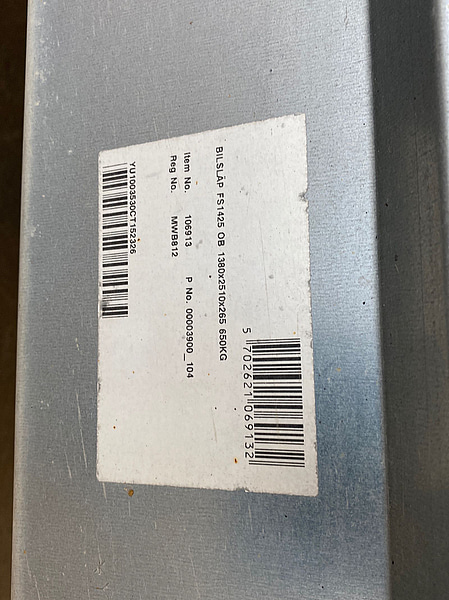 BILSLÄP FS1425 OB 1380x2510x265 650KG
Item No. 106913 P No. 00003900_104
Reg No. MWB812
YU1003530CT152326
5 702621 069132